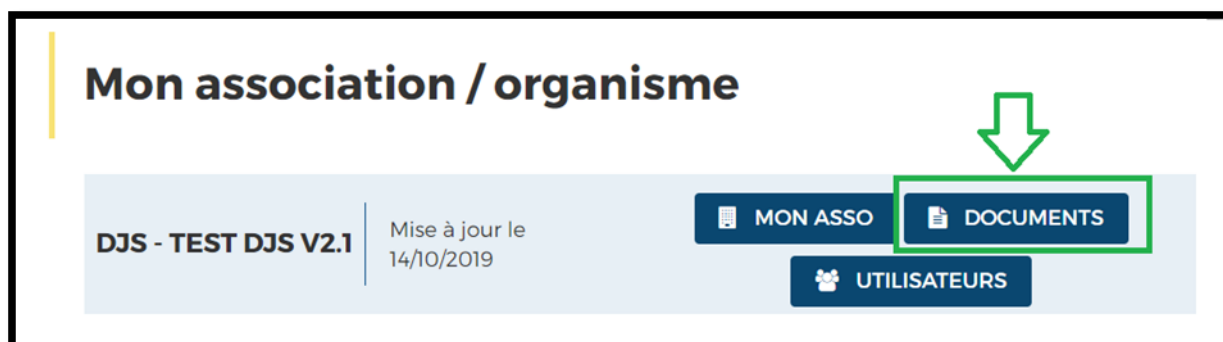 Mon association / organisme
DJS - TEST DJS V2.1
Mise à jour le
14/10/2019
MON ASSO
DOCUMENTS
UTILISATEURS